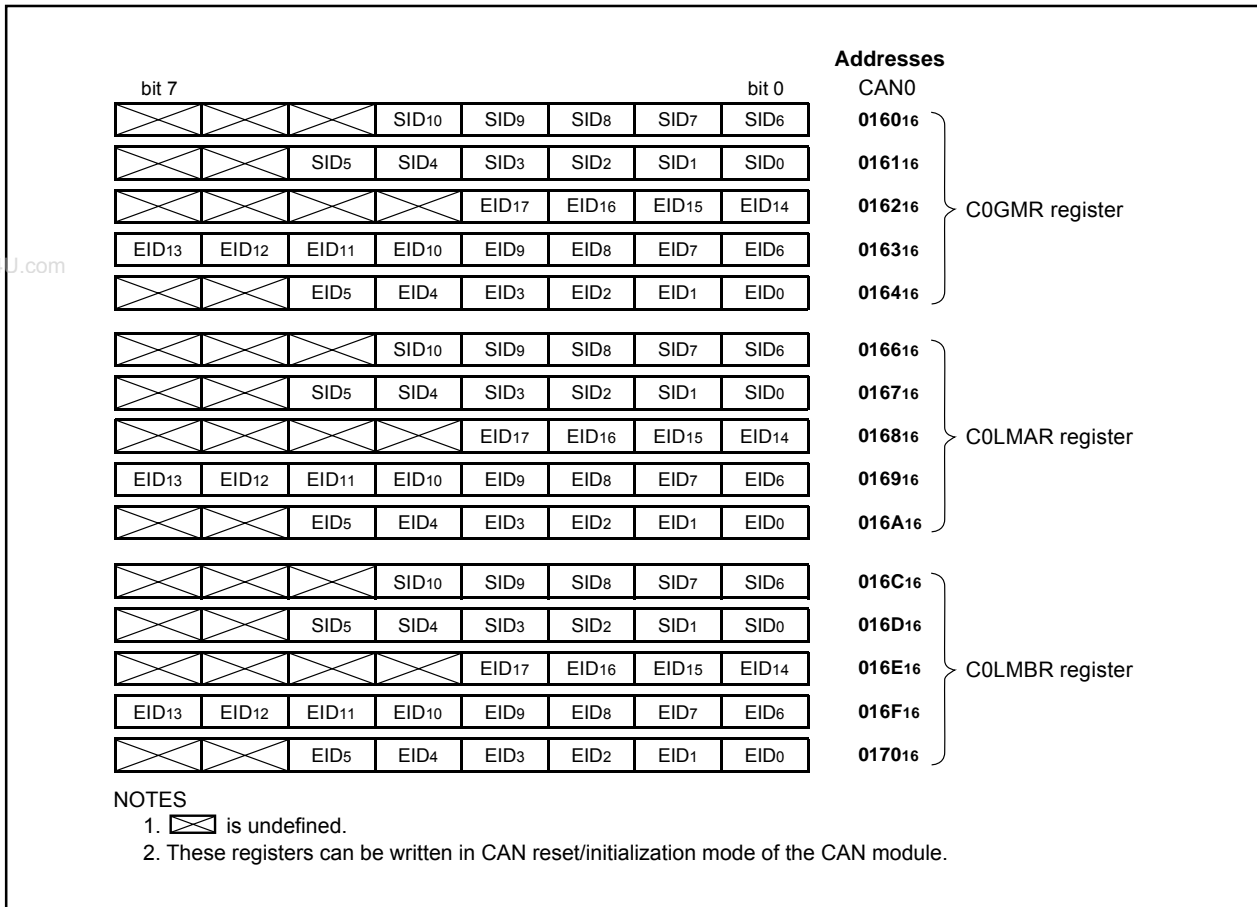 Addresses
bit 7 bit 0 CAN0
SID10 SID9 SID8 SID7 SID6 016016
SID5 SID4 SID3 SID2 SID1 SID0 016116
EID17 EID16 EID15 EID14 016216
C0GMR register
EID13 EID12 EID11 EID10 EID9 EID8 EID7 EID6 016316
U.com
EID5 EID4 EID3 EID2 EID1 EID0 016416
SID10 SID9 SID8 SID7 SID6 016616
SID5 SID4 SID3 SID2 SID1 SID0 016716
EID17 EID16 EID15 EID14 016816
C0LMAR register
EID13 EID12 EID11 EID10 EID9 EID8 EID7 EID6 016916
EID5 EID4 EID3 EID2 EID1 EID0 016A16
SID10 SID9 SID8 SID7 SID6 016C16
SID5 SID4 SID3 SID2 SID1 SID0 016D16
EID17 EID16 EID15 EID14 016E16
C0LMBR register
EID13 EID12 EID11 EID10 EID9 EID8 EID7 EID6 016F16
EID5 EID4 EID3 EID2 EID1 EID0 017016
NOTES
1. is undefined.
2. These registers can be written in CAN reset/initialization mode of the CAN module.